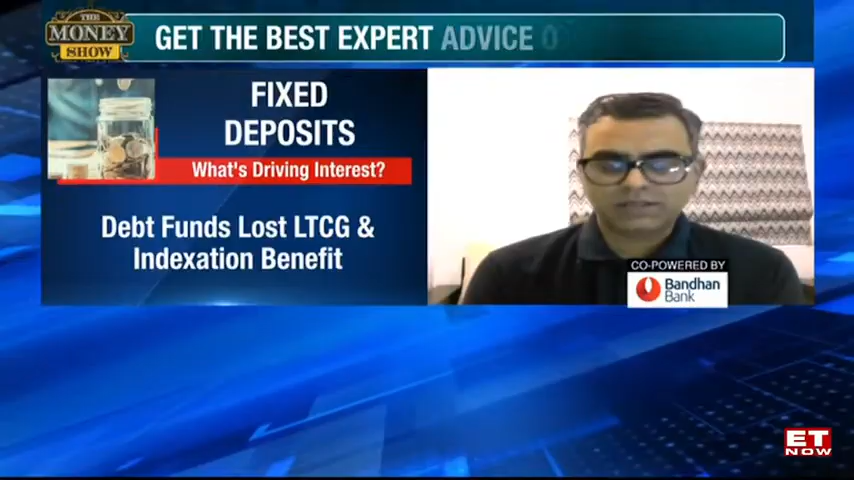 THE
MONEY
SHOW
GET THE BEST EXPERT ADVICE O
FIXED
DEPOSITS
What's Driving Interest?
Debt Funds Lost LTCG &
Indexation Benefit
CO-POWERED BY
Bandhan
Bank
ET
NOW